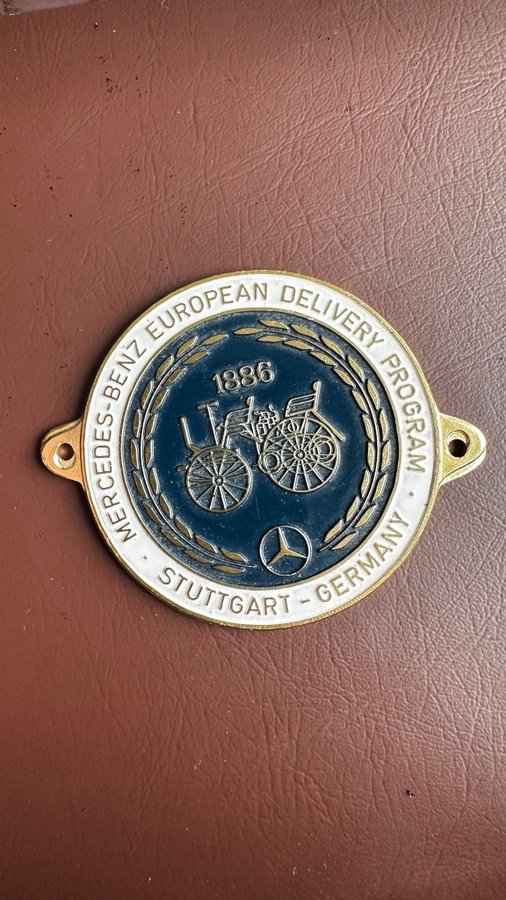 MERCEDES-BENZ EUROPEAN DELIVERY PROGRAM
1886
· STUTTGART - GERMANY ·